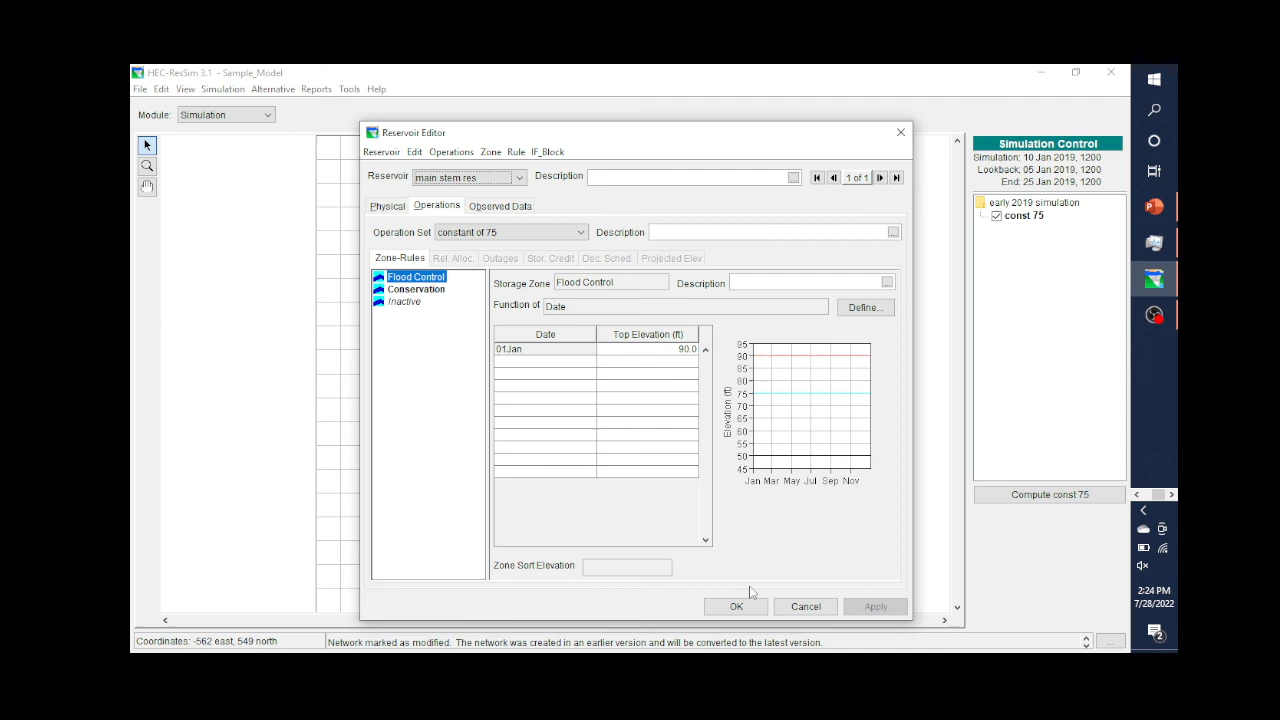 HEC-ResSim 3.1 - Sample_Model
File Edit View Simulation Alternative Reports Tools Help
Module: Simulation
Reservoir Editor
Reservoir Edit Operations Zone Rule IF_Block
Reservoir main stem res Description ... 1 of 1
Physical Operations Observed Data
Operation Set constant of 75 Description ...
Zone-Rules Rel. Alloc. Outages Stor. Credit Dec. Sched. Projected Elev
Flood Control
Conservation
Inactive
Storage Zone Flood Control Description ...
Function of Date Define...
Date Top Elevation (ft)
01Jan 90.0
Elevation (ft)
95
90
85
80
75
70
65
60
55
50
45
Jan Mar May Jul Sep Nov
Zone Sort Elevation
OK Cancel Apply
Simulation Control
Simulation: 10 Jan 2019, 1200
Lookback: 05 Jan 2019, 1200
End: 25 Jan 2019, 1200
early 2019 simulation
const 75
Compute const 75
Coordinates: -562 east, 549 north
Network marked as modified. The network was created in an earlier version and will be converted to the latest version.
...
P
2:24 PM
7/28/2022
2